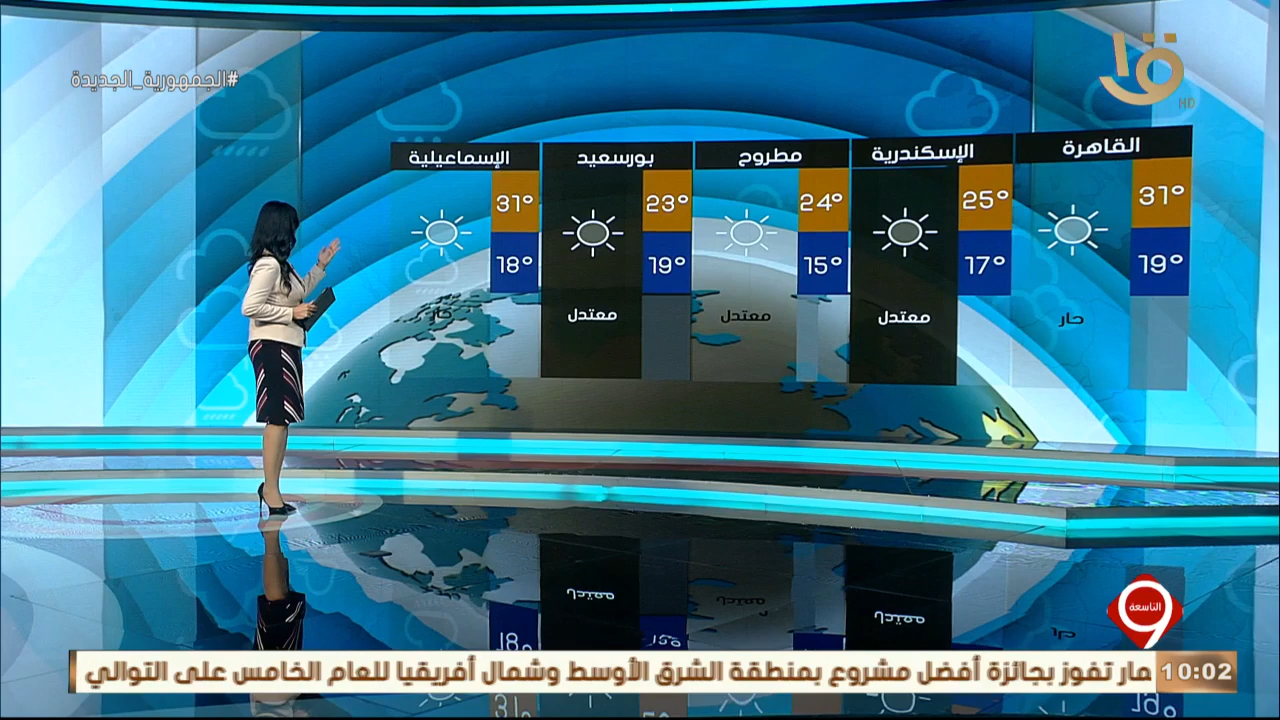 #الجمهورية_الجديدة
HD
القاهرة
31°
19°
حار
الإسكندرية
25°
17°
معتدل
مطروح
24°
15°
معتدل
بورسعيد
23°
19°
معتدل
الإسماعيلية
31°
18°
حار
التاسعة
9
10:02
مار تفوز بجائزة أفضل مشروع بمنطقة الشرق الأوسط وشمال أفريقيا للعام الخامس على التوالي